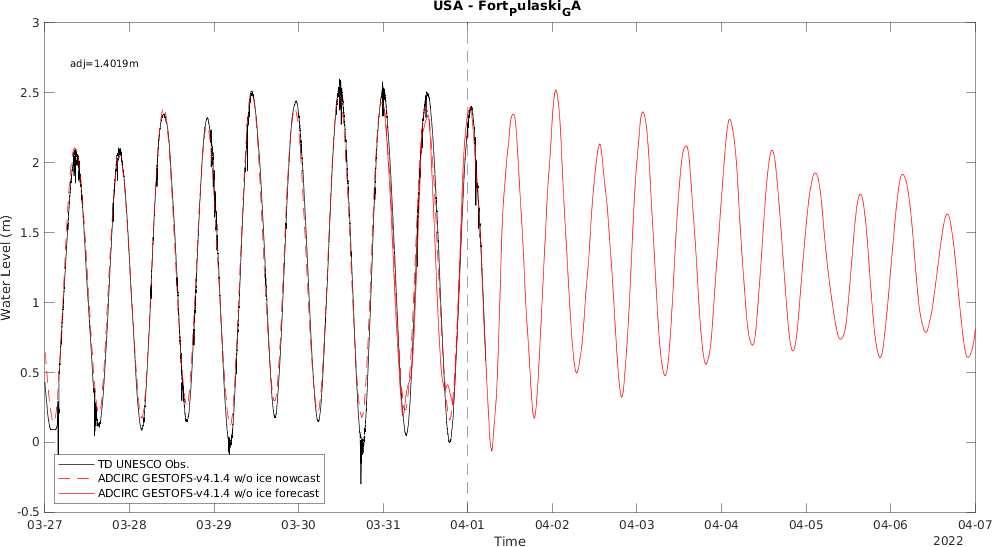 USA - FortPulaskiGA
adj=1.4019m
3
2.5
2
1.5
1
0.5
0
-0.5
Water Level (m)
TD UNESCO Obs.
ADCIRC GESTOFS-v4.1.4 w/o ice nowcast
ADCIRC GESTOFS-v4.1.4 w/o ice forecast
03-27 03-28 03-29 03-30 03-31 04-01 04-02 04-03 04-04 04-05 04-06 04-07
Time
2022